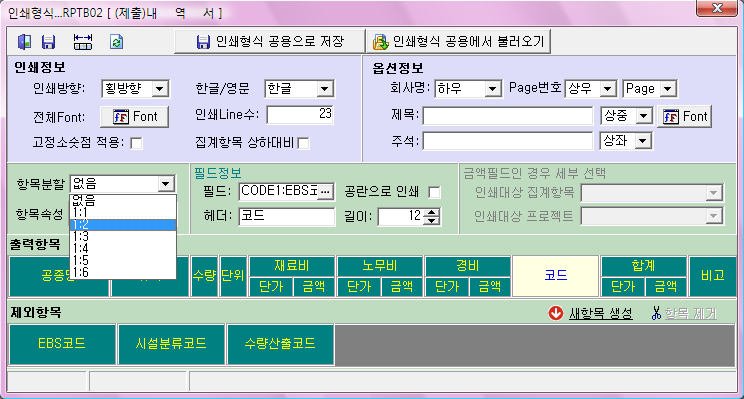 인쇄형식...RPTB02 [ (제출)내 역 서 ]
인쇄형식 공용으로 저장
인쇄형식 공용에서 불러오기
인쇄정보
옵션정보
인쇄방향: 횡방향 한글/영문 한글
회사명: 하우 Page번호 상우 Page
전체Font: Font 인쇄Line수: 23
제목: 상중 Font
고정소숫점 적용: 집계항목 상하대비
주석: 상좌
항목분할 없음
필드정보
금액필드인 경우 세부 선택
필드: CODE1:EBS ... 공란으로 인쇄
인쇄대상 집계항목
항목속성
헤더: 코드 길이: 12
인쇄대상 프로젝트
없음
1:1
1:2
1:3
1:4
1:5
1:6
출력항목
수량 단위 재료비 노무비 경비 코드 합계 비고
단가 금액 단가 금액 단가 금액 단가 금액
제외항목
새항목 생성
항목 제거
EBS코드 시설분류코드 수량산출코드